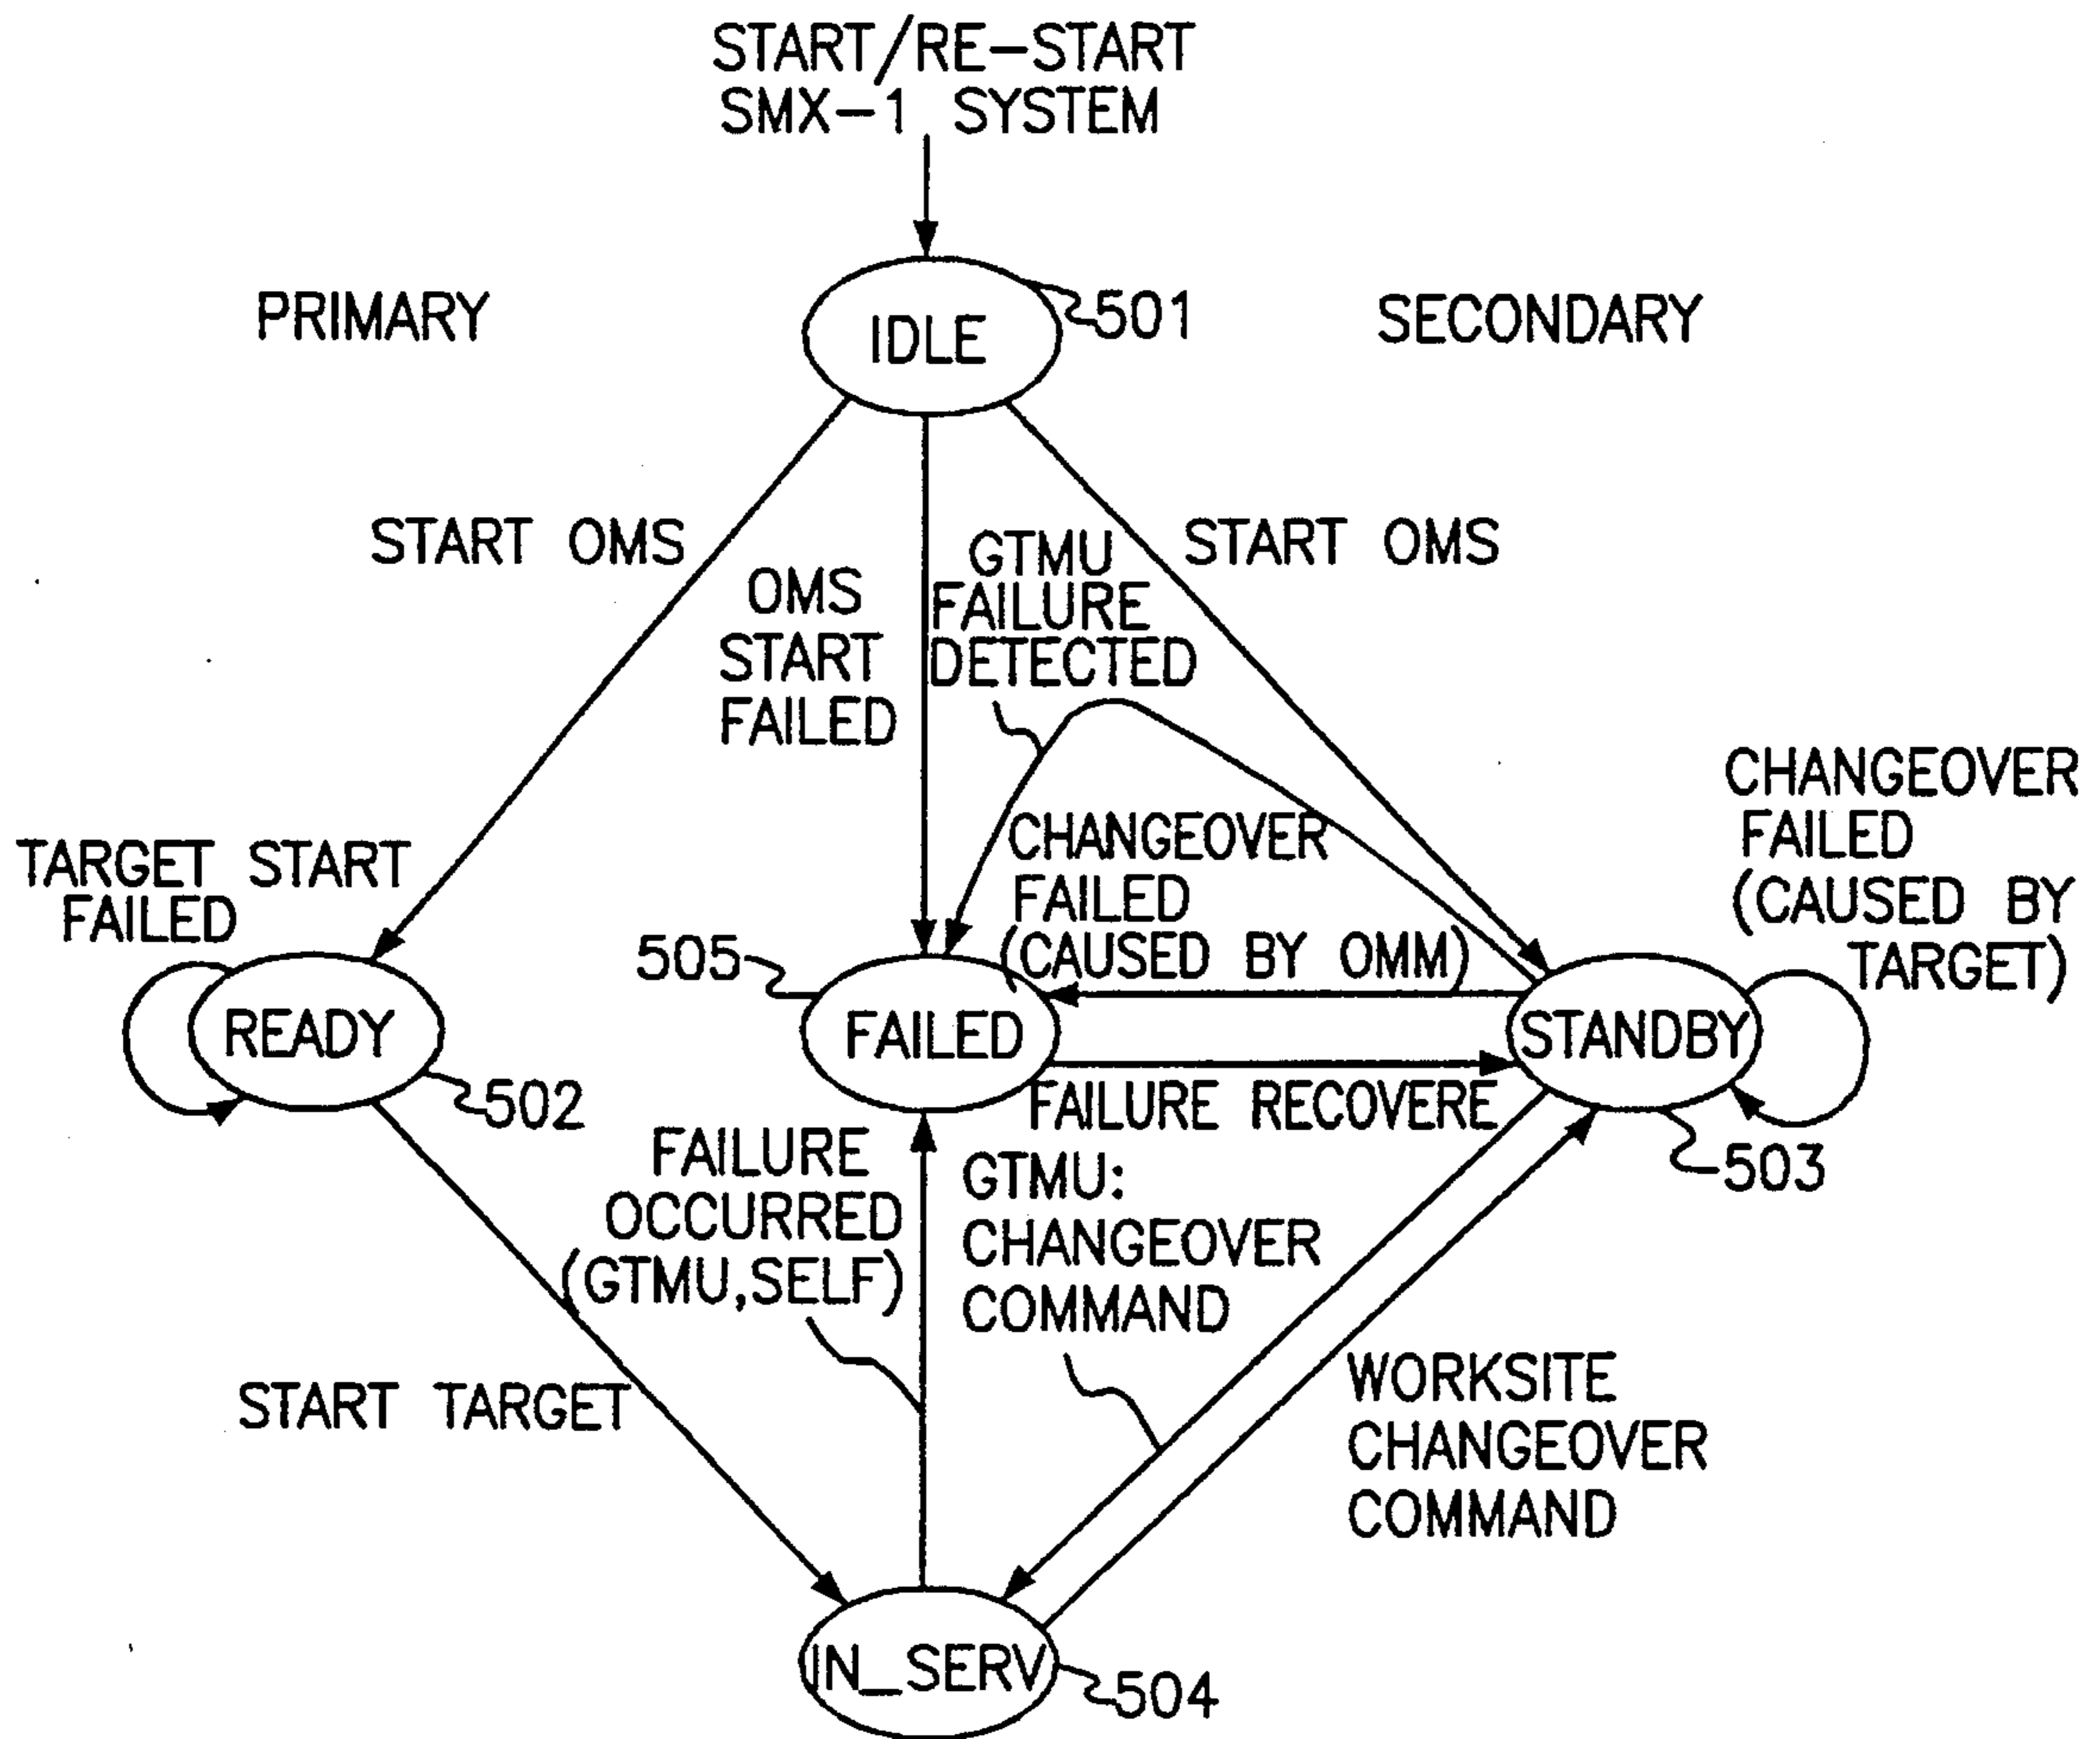 START/RE-START
SMX-1 SYSTEM
PRIMARY
501
SECONDARY
IDLE
START OMS
OMS
START
FAILED
GTMU
FAILURE
DETECTED
START OMS
TARGET START
FAILED
CHANGEOVER
FAILED
(CAUSED BY OMM)
CHANGEOVER
FAILED
(CAUSED BY
TARGET)
505
READY
FAILED
STANDBY
502
FAILURE RECOVERE
503
FAILURE
OCCURRED
(GTMU,SELF)
GTMU:
CHANGEOVER
COMMAND
START TARGET
WORKSITE
CHANGEOVER
COMMAND
IN_SERV
504